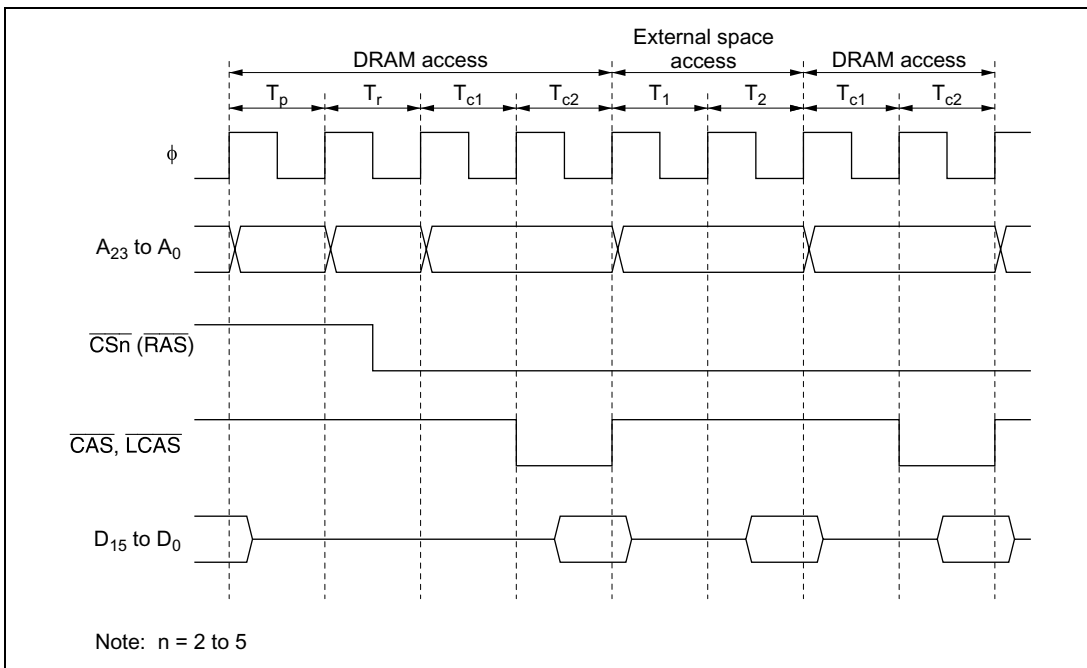 External space
DRAM access access DRAM access
Tp Tr Tc1 Tc2 T1 T2 Tc1 Tc2
ϕ
A23 to A0
CSn (RAS)
CAS, LCAS
D15 to D0
Note: n = 2 to 5